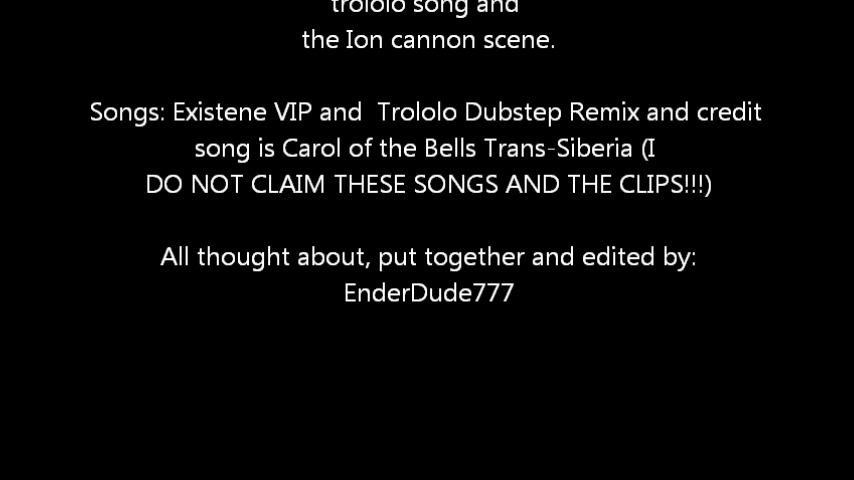 trololo song and
the Ion cannon scene.
Songs: Existene VIP and  Trololo Dubstep Remix and credit
song is Carol of the Bells Trans-Siberia (I
DO NOT CLAIM THESE SONGS AND THE CLIPS!!!)
All thought about, put together and edited by:
EnderDude777